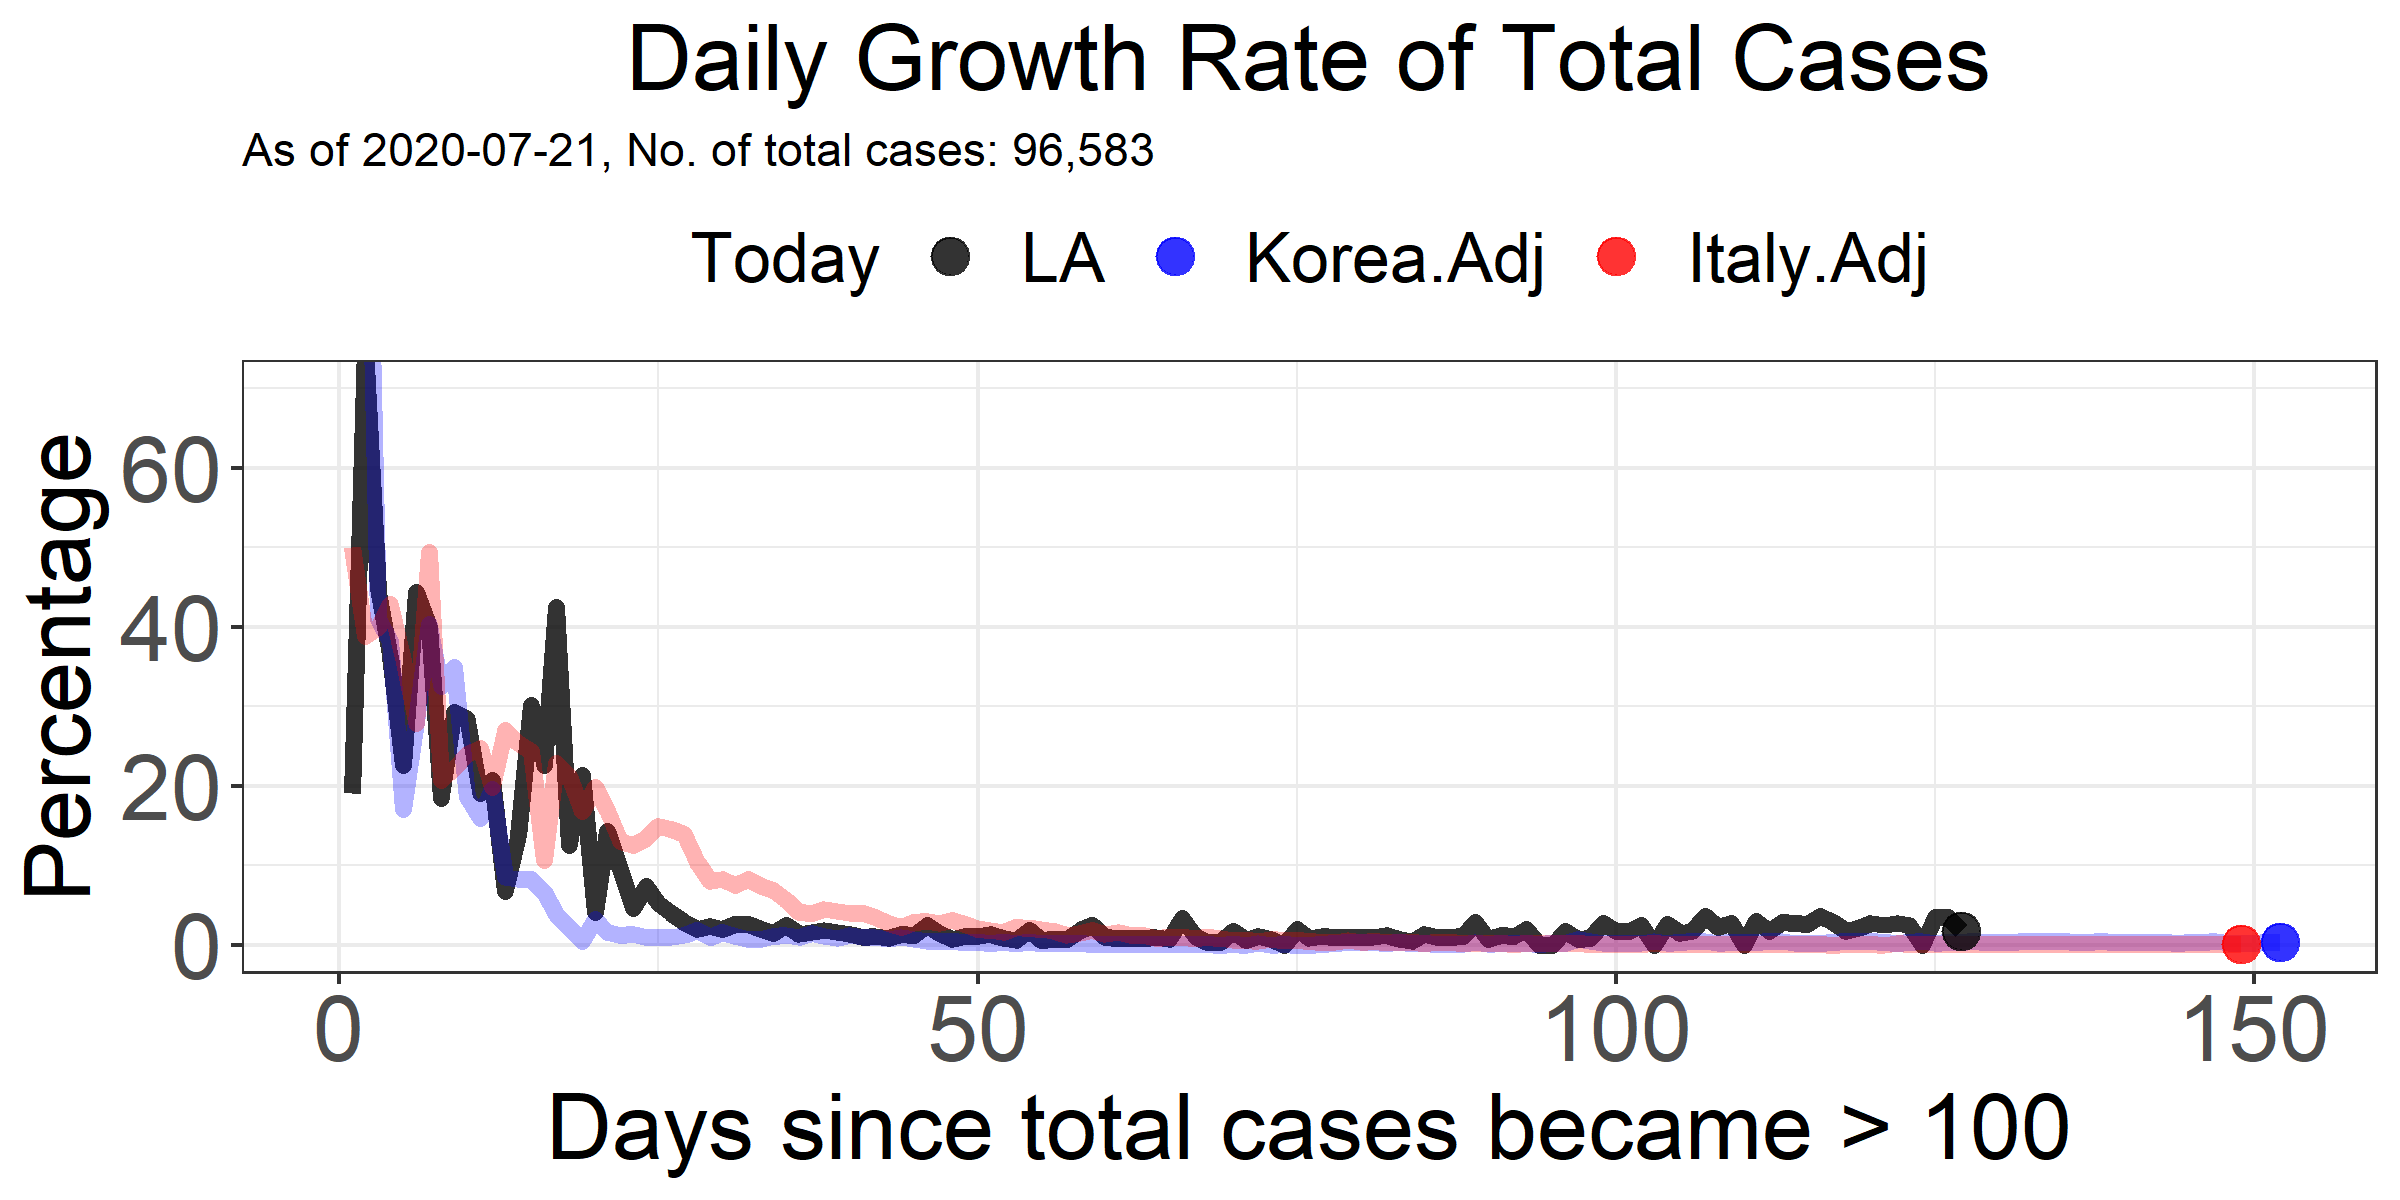 Daily Growth Rate of Total Cases
As of 2020-07-21, No. of total cases: 96,583
Today LA Korea.Adj Italy.Adj
Percentage
60
40
20
0
0 50 100 150
Days since total cases became > 100